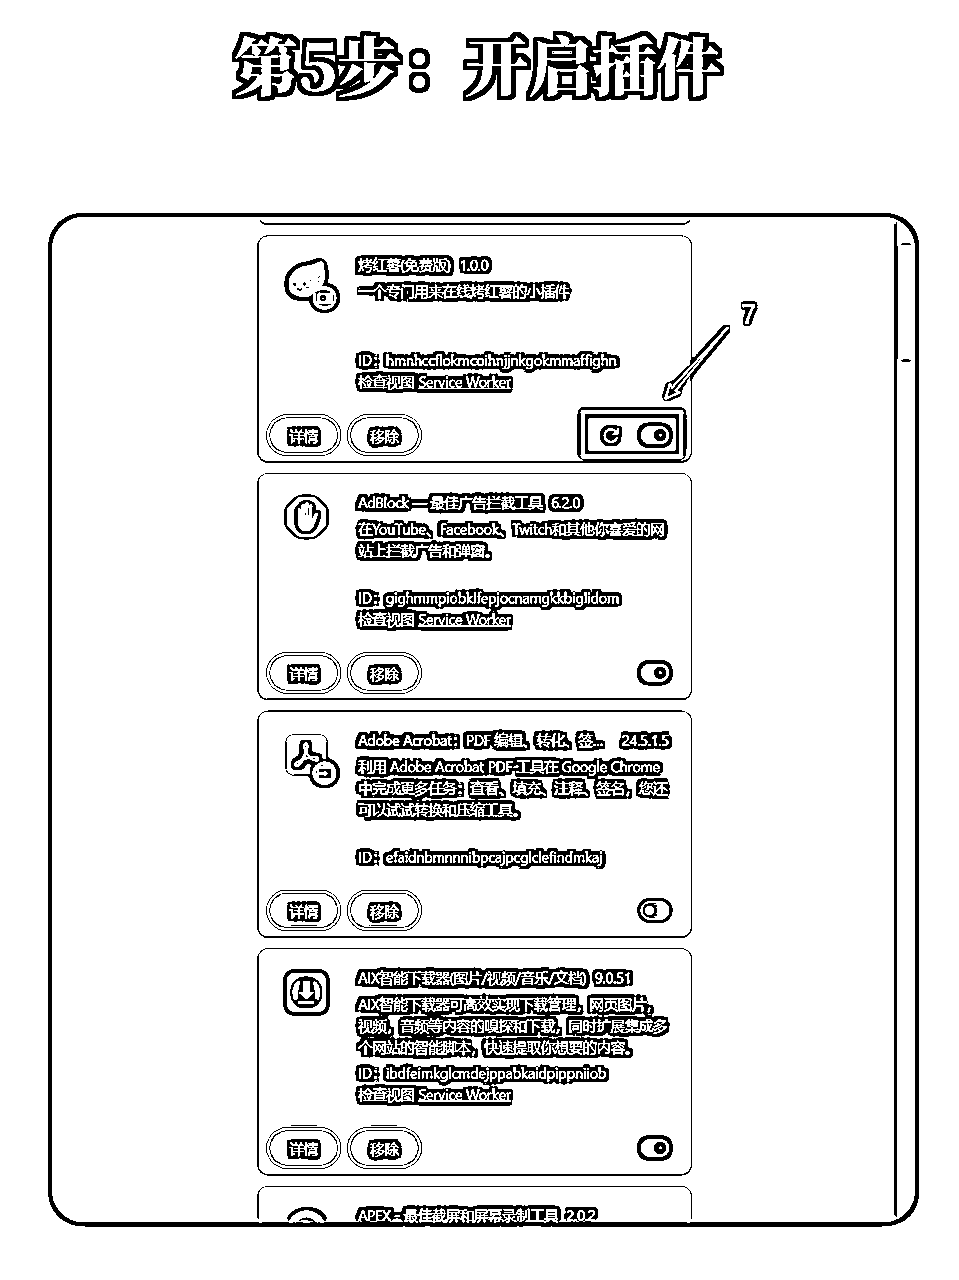 第5步：开启插件
烤红薯(免费版) 1.0.0
一个专门用来在线烤红薯的小插件
7
检查视图 Service Worker
详情 移除
AdBlock — 最佳广告拦截工具 6.2.0
在YouTube、Facebook、Twitch和其他你喜爱的网
站上拦截广告和弹窗。
ID：gighmmpiobklfepjocnamgkkbiglidom
检查视图 Service Worker
详情 移除
Adobe Acrobat：PDF 编辑、转化、签... 24.5.1.5
利用 Adobe Acrobat PDF 工具在 Google Chrome
中完成更多任务：查看、填充、注释、签名，您还
可以试试转换和压缩工具。
ID：efaidnbmnnnibpcajpcglclefindmkaj
详情 移除
AIX智能下载器(图片/视频/音乐/文档) 9.0.51
AIX智能下载器可高效实现下载管理，网页图片，
视频，音频等内容的嗅探和下载，同时扩展集成多
个网站的智能脚本，快速提取你想要的内容。
ID：ibdfeimkglcmdejppabkaidpippniiob
检查视图 Service Worker
详情 移除
APEX - 最佳截屏和屏幕录制工具 2.0.2